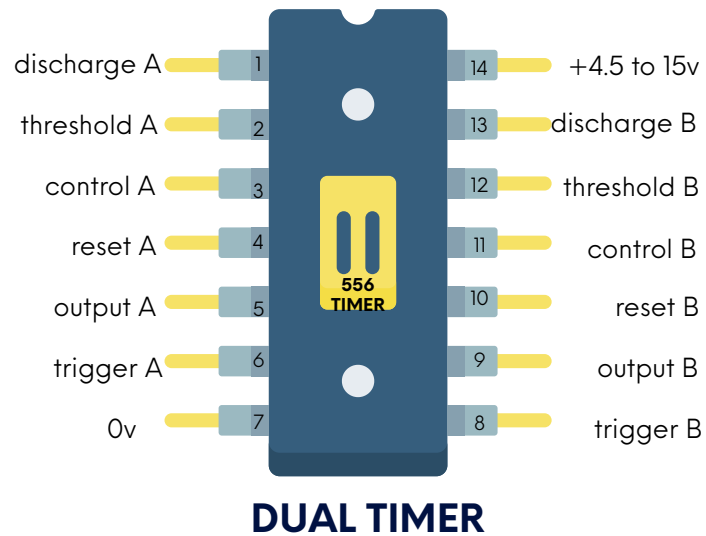 discharge A 1 14 +4.5 to 15v
threshold A 2 13 discharge B
control A 3 12 threshold B
reset A 4 11 control B
output A 5 10 reset B
trigger A 6 9 output B
0v 7 8 trigger B
556
TIMER
DUAL TIMER